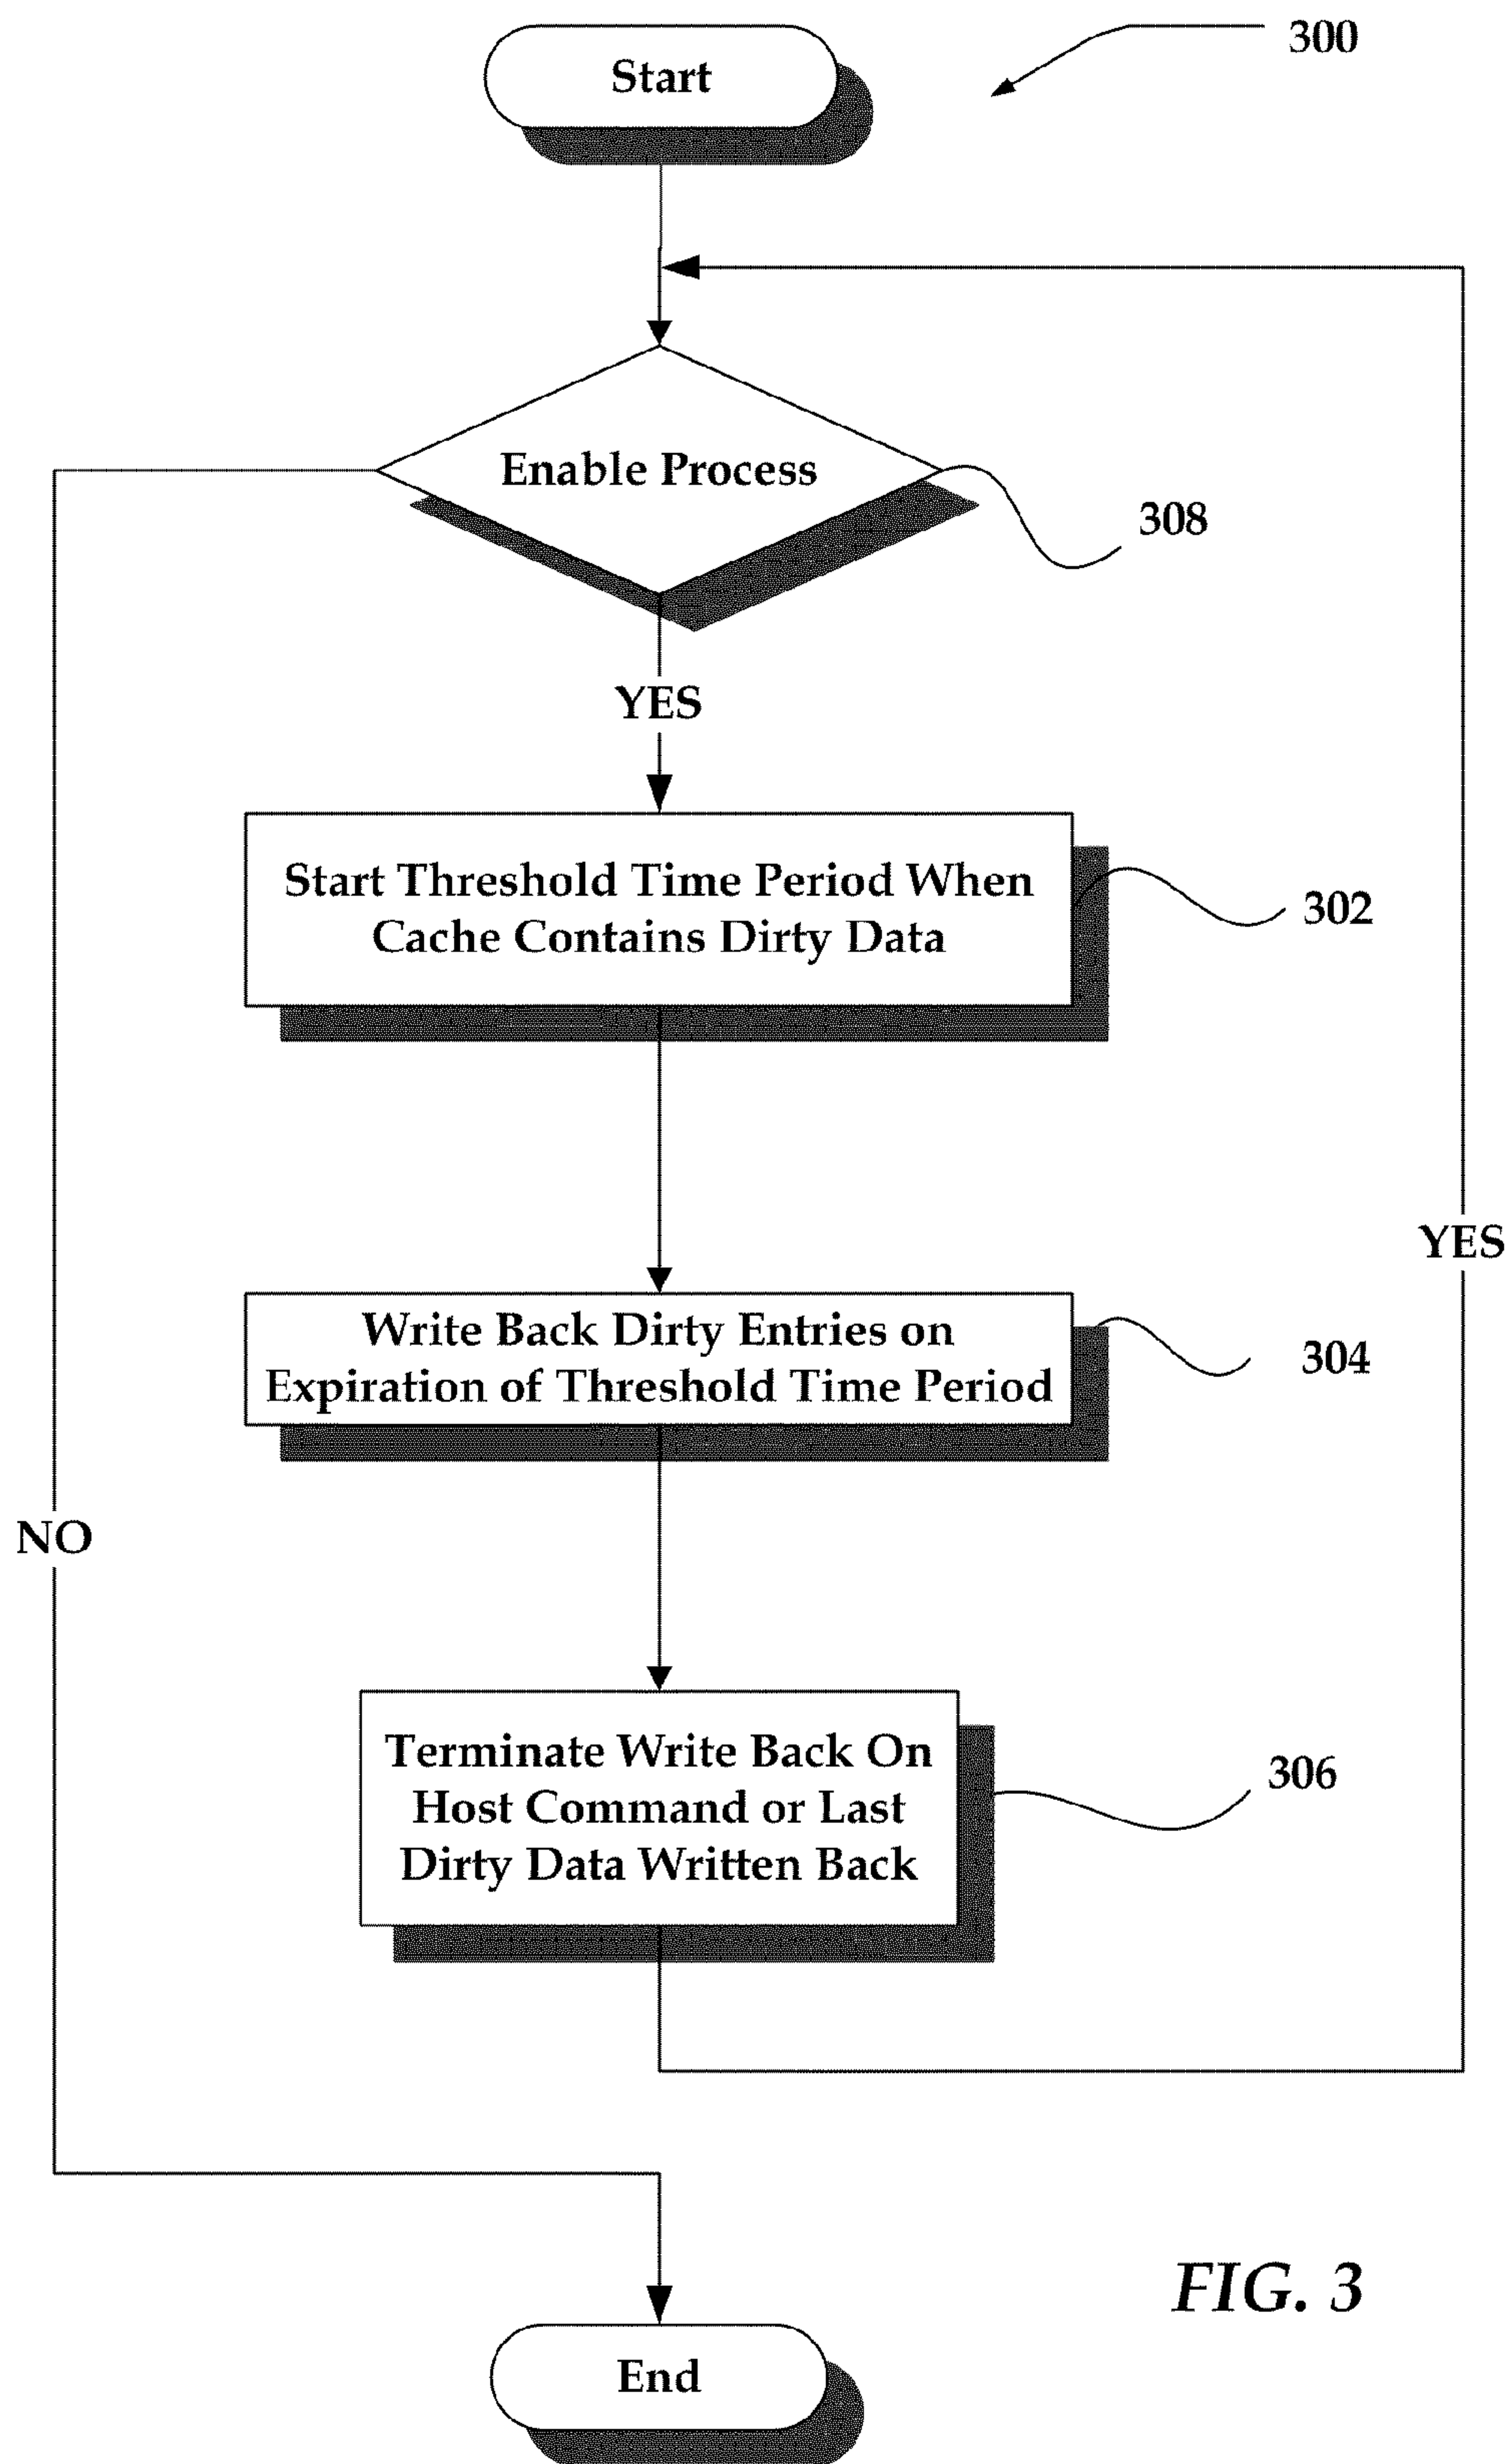 Start
300
Enable Process
308
YES
Start Threshold Time Period When
Cache Contains Dirty Data
302
YES
Write Back Dirty Entries on
Expiration of Threshold Time Period
304
NO
Terminate Write Back On
Host Command or Last
Dirty Data Written Back
306
FIG. 3
End